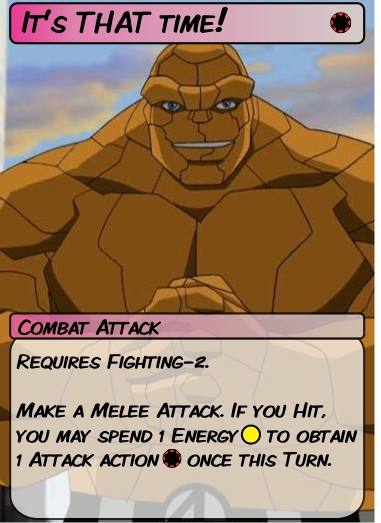 It's THAT time!
Combat Attack
Requires Fighting-2.
Make a Melee Attack. If you Hit,
you may spend 1 Energy to obtain
1 Attack action once this Turn.